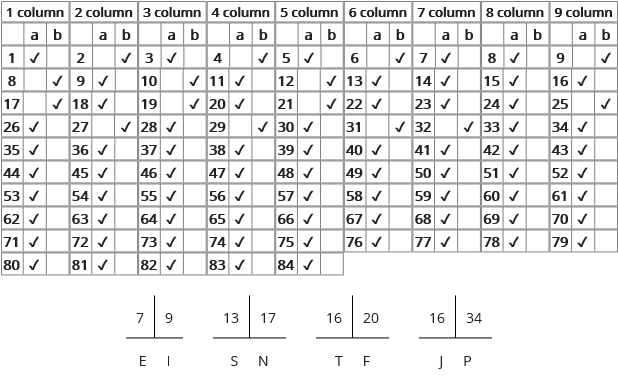 1 column 2 column 3 column 4 column 5 column 6 column 7 column 8 column 9 column
a b a b a b a b a b a b a b a b a b
1 ✓ 2 ✓ 3 ✓ 4 ✓ 5 ✓ 6 ✓ 7 ✓ 8 ✓ 9 ✓
8 ✓ 9 ✓ 10 ✓ 11 ✓ 12 ✓ 13 ✓ 14 ✓ 15 ✓ 16 ✓
17 ✓ 18 ✓ 19 ✓ 20 ✓ 21 ✓ 22 ✓ 23 ✓ 24 ✓ 25 ✓
26 ✓ 27 ✓ 28 ✓ 29 ✓ 30 ✓ 31 ✓ 32 ✓ 33 ✓ 34 ✓
35 ✓ 36 ✓ 37 ✓ 38 ✓ 39 ✓ 40 ✓ 41 ✓ 42 ✓ 43 ✓
44 ✓ 45 ✓ 46 ✓ 47 ✓ 48 ✓ 49 ✓ 50 ✓ 51 ✓ 52 ✓
53 ✓ 54 ✓ 55 ✓ 56 ✓ 57 ✓ 58 ✓ 59 ✓ 60 ✓ 61 ✓
62 ✓ 63 ✓ 64 ✓ 65 ✓ 66 ✓ 67 ✓ 68 ✓ 69 ✓ 70 ✓
71 ✓ 72 ✓ 73 ✓ 74 ✓ 75 ✓ 76 ✓ 77 ✓ 78 ✓ 79 ✓
80 ✓ 81 ✓ 82 ✓ 83 ✓ 84 ✓
7 9 13 17 16 20 16 34
E I S N T F J P